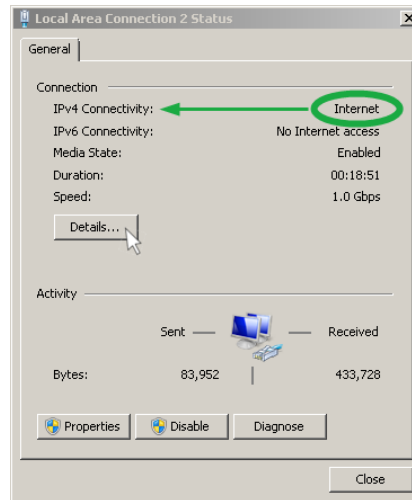 Local Area Connection 2 Status
General
Connection
IPv4 Connectivity: Internet
IPv6 Connectivity: No Internet access
Media State: Enabled
Duration: 00:18:51
Speed: 1.0 Gbps
Details...
Activity
Sent Received
Bytes: 83,952 433,728
Properties Disable Diagnose
Close